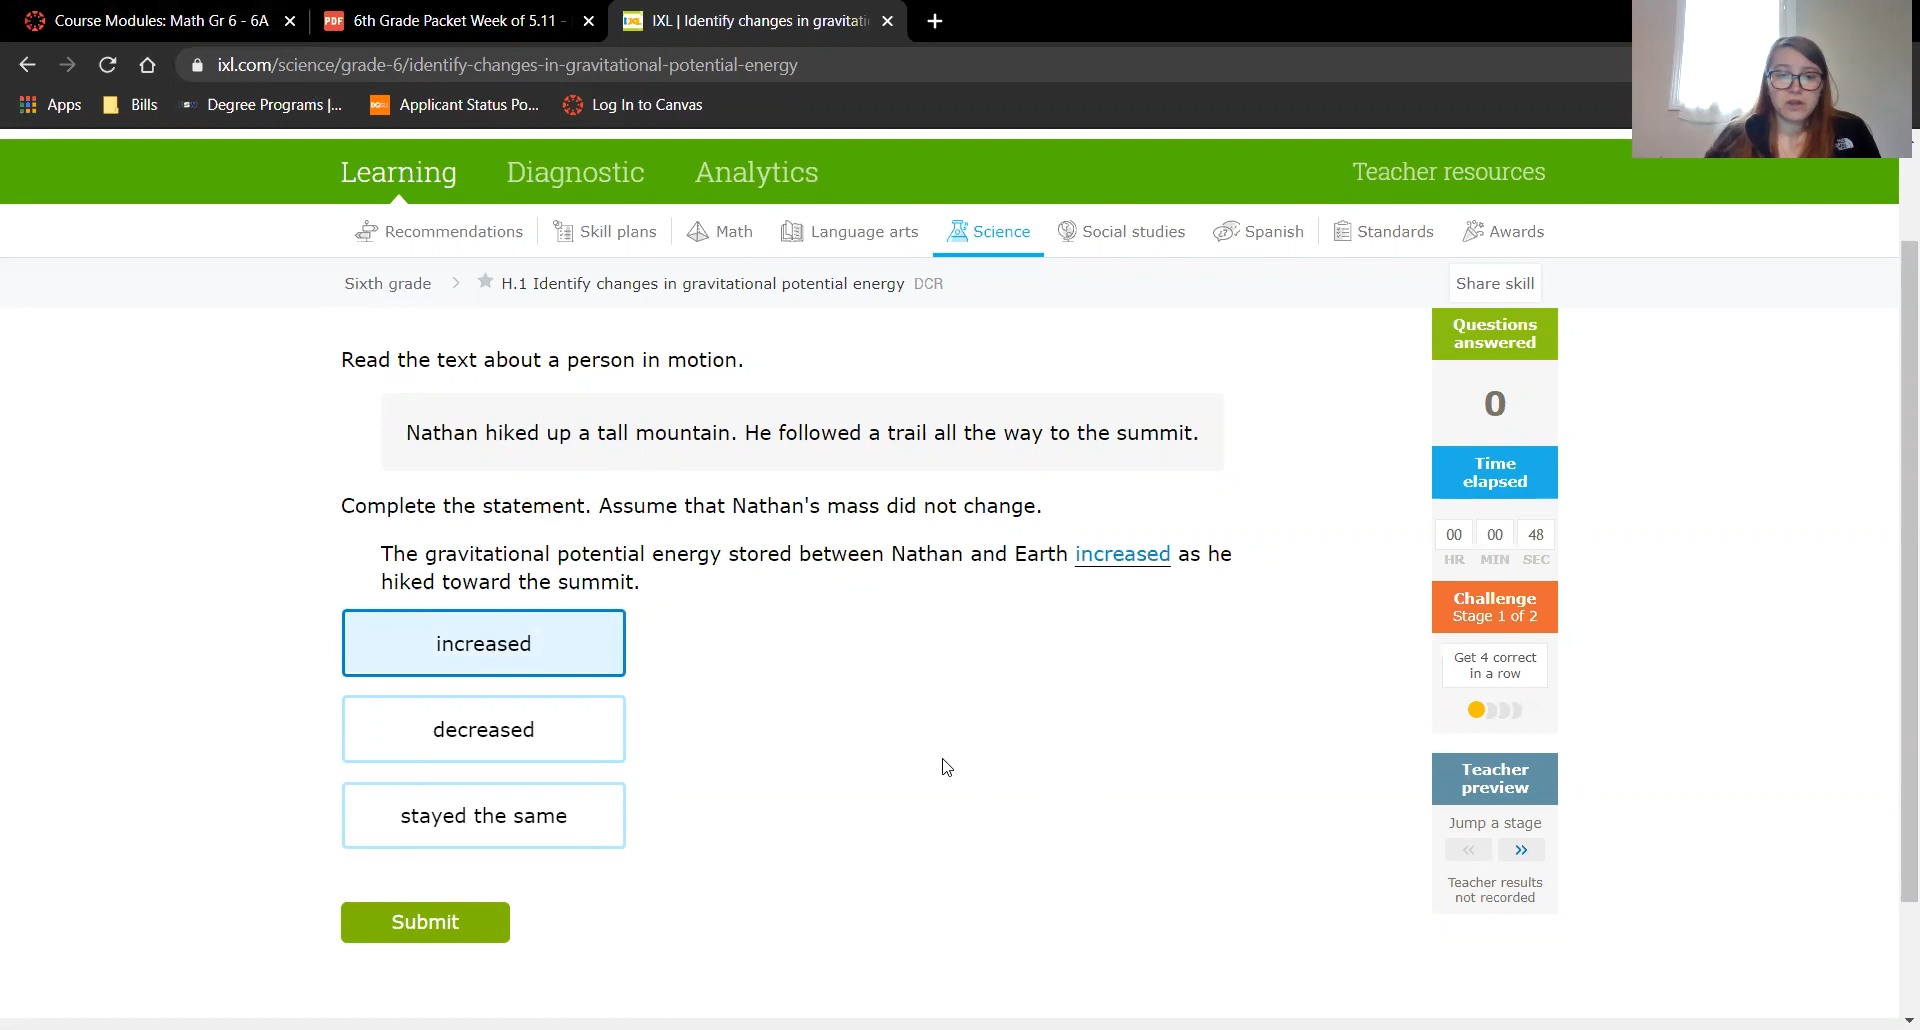 Course Modules: Math Gr 6 - 6A
PDF 6th Grade Packet Week of 5.11 -
IXL IXL | Identify changes in gravitati
ixl.com/science/grade-6/identify-changes-in-gravitational-potential-energy
Apps Bills Degree Programs |... Applicant Status Po... Log In to Canvas
Learning Diagnostic Analytics Teacher resources
Recommendations Skill plans Math Language arts Science Social studies Spanish Standards Awards
Sixth grade > H.1 Identify changes in gravitational potential energy DCR Share skill
Read the text about a person in motion.
Nathan hiked up a tall mountain. He followed a trail all the way to the summit.
Complete the statement. Assume that Nathan's mass did not change.
The gravitational potential energy stored between Nathan and Earth increased as he
hiked toward the summit.
increased
decreased
stayed the same
Submit
Questions
answered
0
Time
elapsed
00 00 48
HR MIN SEC
Challenge
Stage 1 of 2
Get 4 correct
in a row
Teacher
preview
Jump a stage
Teacher results
not recorded